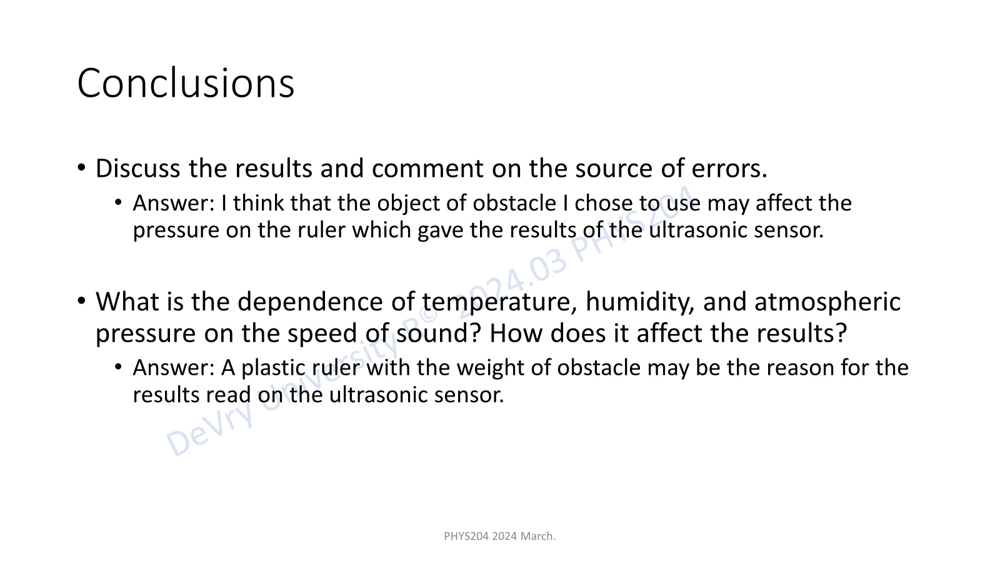 Conclusions
• Discuss the results and comment on the source of errors.
• Answer: I think that the object of obstacle I chose to use may affect the
pressure on the ruler which gave the results of the ultrasonic sensor.
• What is the dependence of temperature, humidity, and atmospheric
pressure on the speed of sound? How does it affect the results?
• Answer: A plastic ruler with the weight of obstacle may be the reason for the
results read on the ultrasonic sensor.
DeVry University R© 2024.03 PHYS204
PHYS204 2024 March.